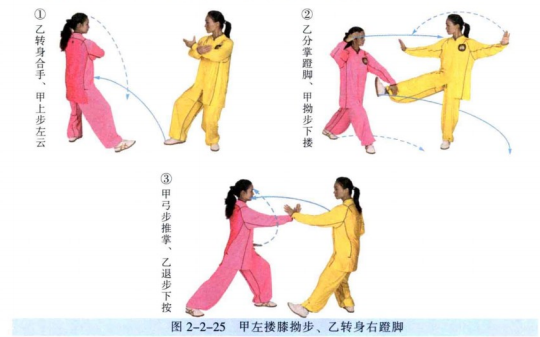 ① 乙转身合手、甲上步左云
② 乙分掌蹬脚、甲拗步下搂
③ 甲弓步推掌、乙退步下按
图 2-2-25 甲左搂膝拗步、乙转身右蹬脚